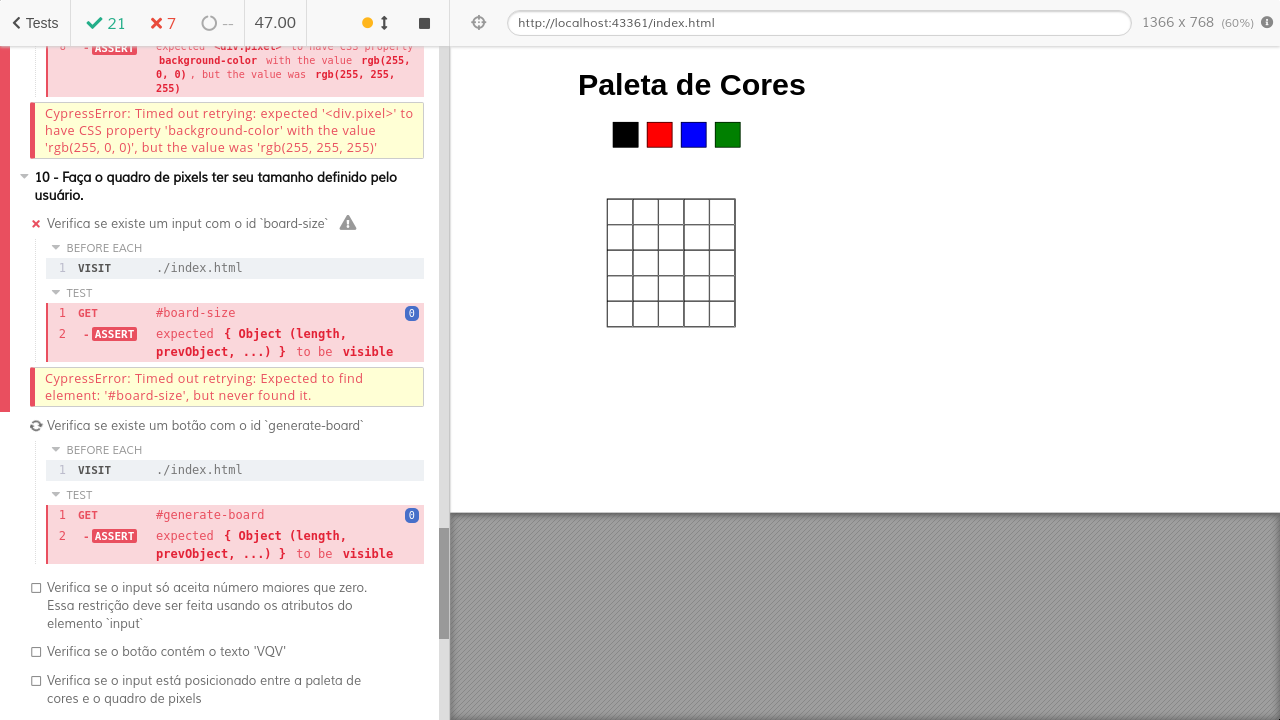 Tests
21
7
--
47.00
http://localhost:43361/index.html
1366 x 768 (60%)
6 - ASSERT expected <div.pixel> to have CSS property
background-color with the value rgb(255,
0, 0) , but the value was rgb(255, 255,
255)
CypressError: Timed out retrying: expected '<div.pixel>' to
have CSS property 'background-color' with the value
'rgb(255, 0, 0)', but the value was 'rgb(255, 255, 255)'
10 - Faça o quadro de pixels ter seu tamanho definido pelo
usuário.
Verifica se existe um input com o id `board-size`
BEFORE EACH
1 VISIT ./index.html
TEST
1 GET #board-size 0
2 - ASSERT expected { Object (length,
prevObject, ...) } to be visible
CypressError: Timed out retrying: Expected to find
element: '#board-size', but never found it.
Verifica se existe um botão com o id `generate-board`
BEFORE EACH
1 VISIT ./index.html
TEST
1 GET #generate-board 0
2 - ASSERT expected { Object (length,
prevObject, ...) } to be visible
Verifica se o input só aceita número maiores que zero.
Essa restrição deve ser feita usando os atributos do
elemento `input`
Verifica se o botão contém o texto 'VQV'
Verifica se o input está posicionado entre a paleta de
cores e o quadro de pixels
Paleta de Cores